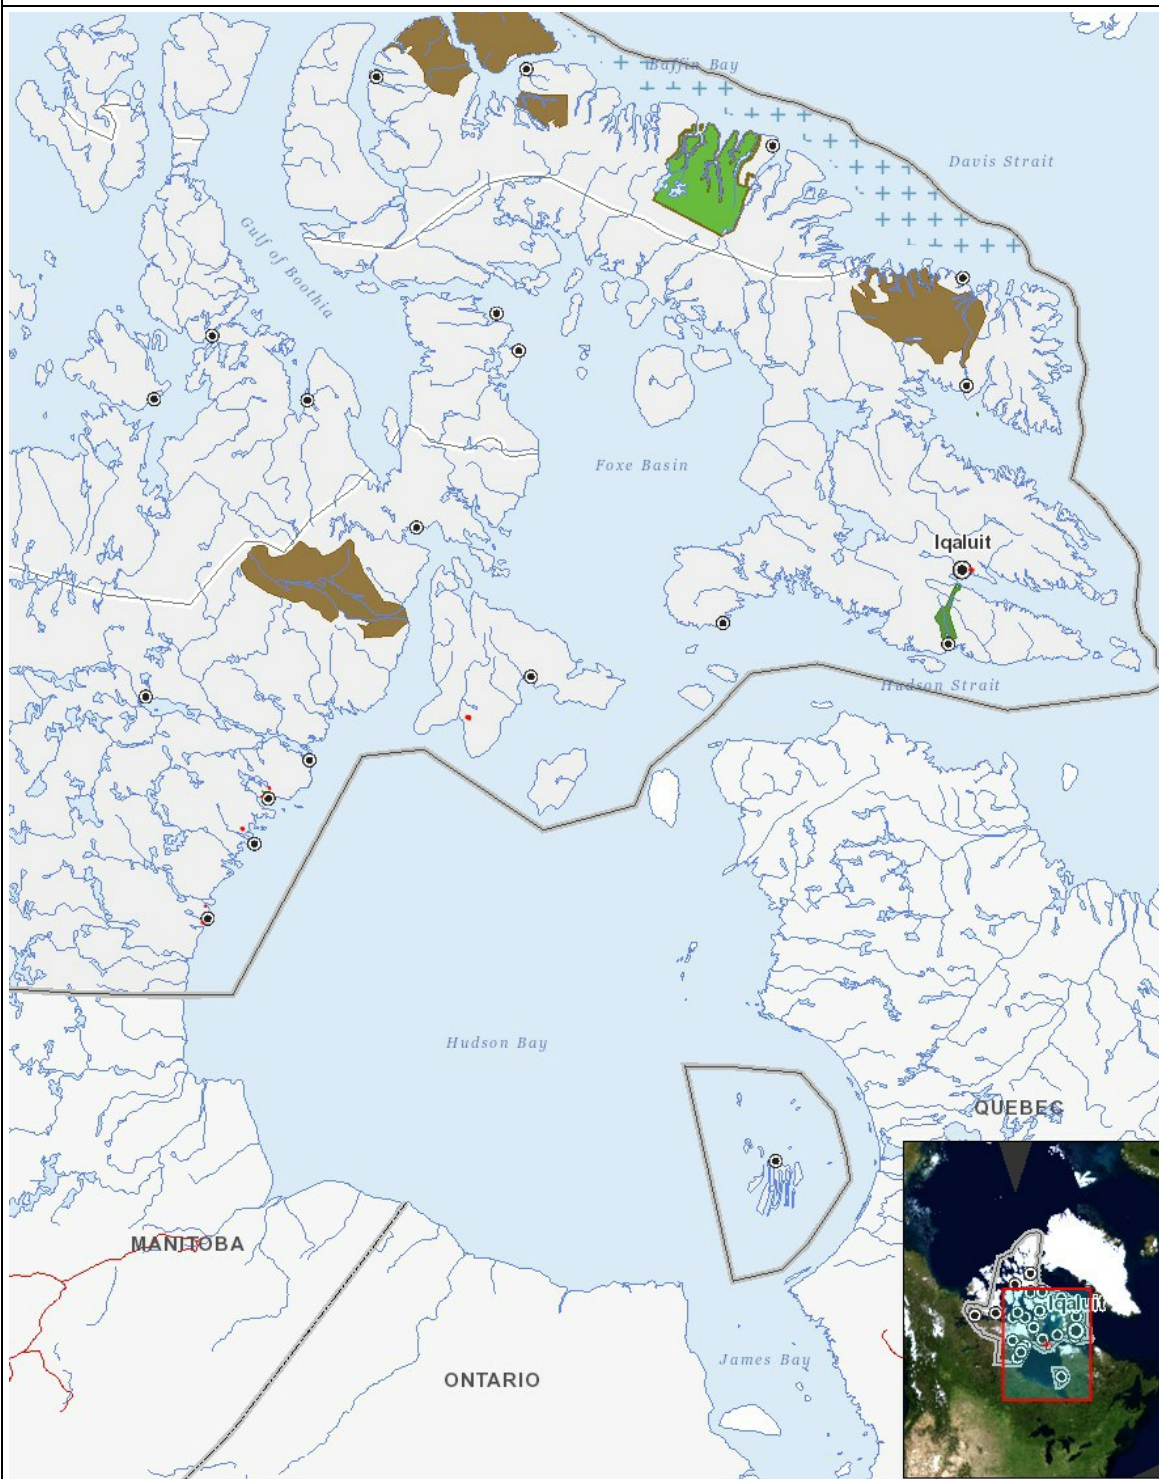 Baffin Bay
Davis Strait
Gulf of Boothia
Foxe Basin
Iqaluit
Hudson Strait
Hudson Bay
QUEBEC
MANITOBA
Iqaluit
James Bay
ONTARIO